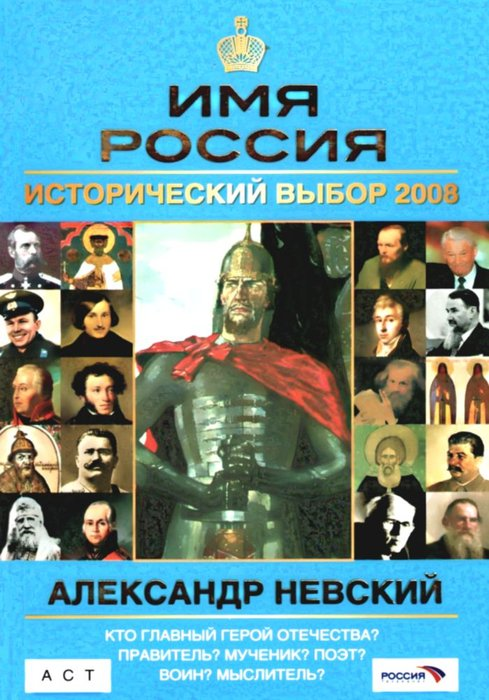 ИМЯ
РОССИЯ
ИСТОРИЧЕСКИЙ ВЫБОР 2008
АЛЕКСАНДР НЕВСКИЙ
КТО ГЛАВНЫЙ ГЕРОЙ ОТЕЧЕСТВА?
ПРАВИТЕЛЬ? МУЧЕНИК? ПОЭТ?
ВОИН? МЫСЛИТЕЛЬ?
АСТ
РОССИЯ